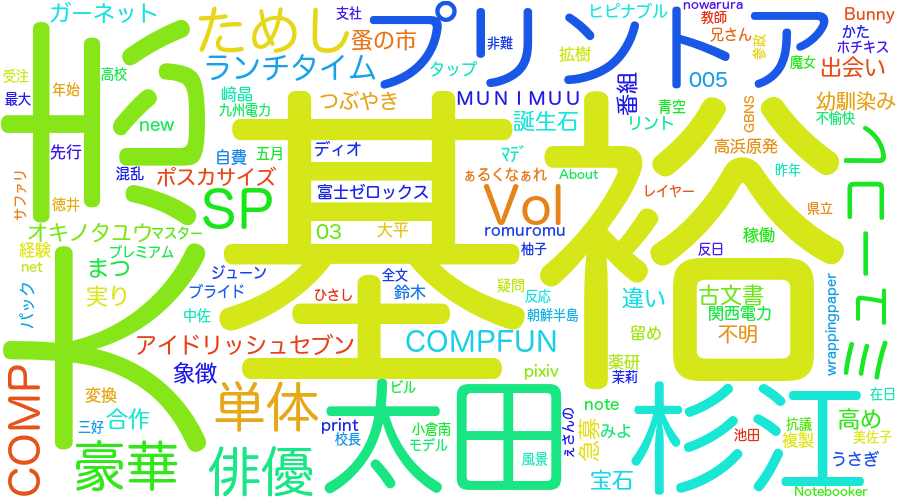 ガーネット
ためし
支社
プリントア
ヒビナブル
nowarura
教師
Bunny
受注
高校
年始
最大
ランチタイム
蚤の市
非難
兄さん
かた
ホチキス
参政
拡樹
タップ
魔女
出会い
005
形
new
﨑晶
九州電力
つぶやき
MUNIMUU
番組
青空
リント
GBNS
幼馴染み
不愉快
誕生石
先行
混乱
自費
五月
ディオ
基
裕
ﾏﾃﾞ
高浜原発
サファリ
徳井
ポスカサイズ
富士ゼロックス
ぁるくなぁれ
About
昨年
レイヤー
県立
ミュージ
SP
Vol
オキノタユウ
マスター
03
大平
romuromu
柚子
稼働
反日
経験
net
プレミアム
まつ
ジューン
ブライド
全文
鈴木
疑問
反応
朝鮮半島
パック
実り
中佐
ひさし
違い
古文書
関西電力
不明
wrappingpaper
長
アイドリッシュセブン
COMPFUN
留め
象徴
pixiv
薬研
茉莉
COMP
変換
単体
ビル
太田
杉江
在日
合作
三好
print
校長
小倉南
モデル
note
みよ
ぇさんの
急募
池田
抗議
複製
高め
美佐子
うさぎ
豪華
俳優
風景
宝石
Notebooker